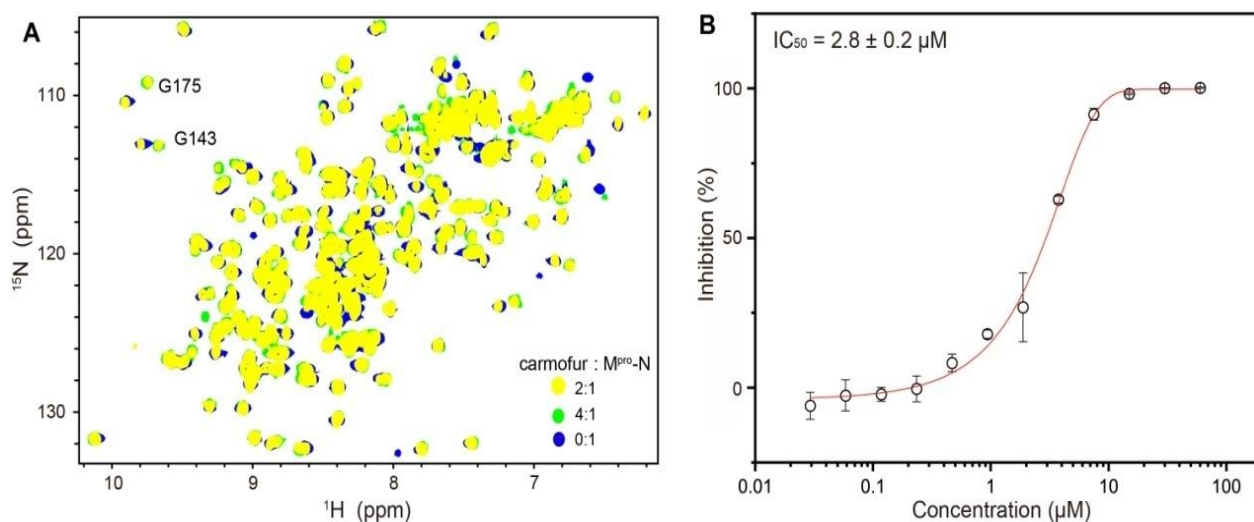 A
G175
G143
110
120
130
¹⁵N (ppm)
10 9 8 7
¹H (ppm)
carmofur : Mᵖʳᵒ-N
2:1
4:1
0:1
B
IC₅₀ = 2.8 ± 0.2 μM
100
50
0
Inhibition (%)
0.01 0.1 1 10 100
Concentration (μM)